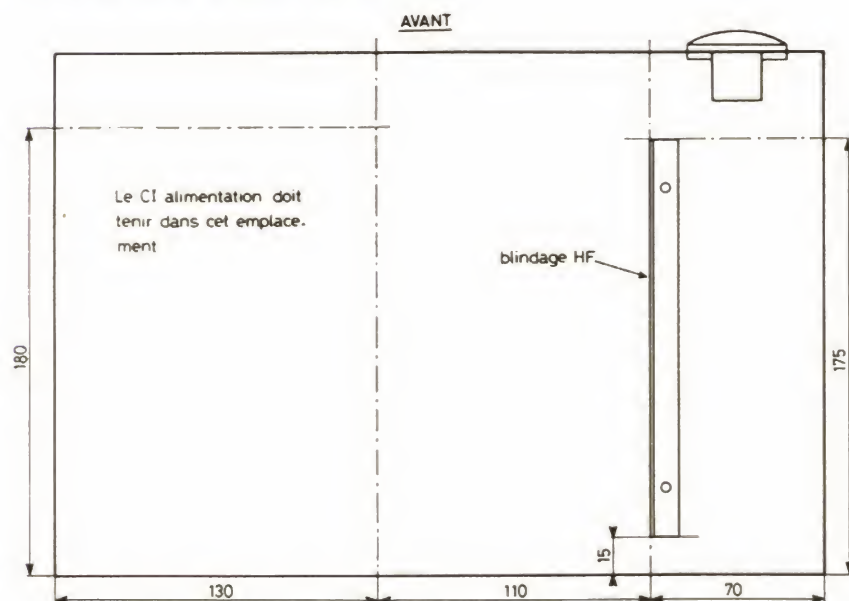 AVANT
Le CI alimentation doit
tenir dans cet emplace-
ment
blindage HF
180
175
15
130
110
70